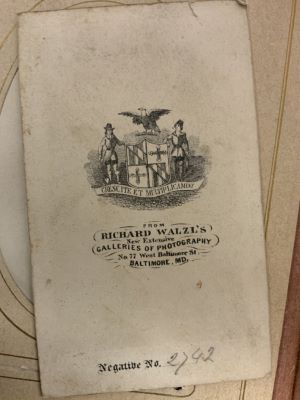 CRESCITE ET MULTIPLICAMINI
FROM
RICHARD WALZL'S
New Extensive
GALLERIES OF PHOTOGRAPHY
No 77 West Baltimore St
BALTIMORE, MD,
Negative No. 2742